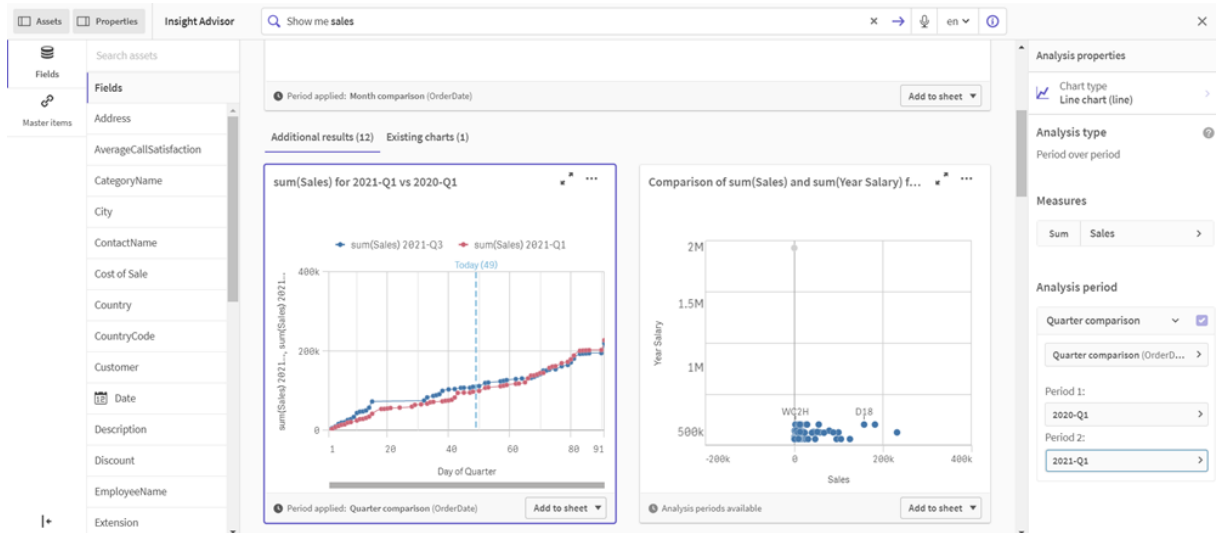 Assets
Properties
Insight Advisor
Show me sales
en
Fields
Master items
Search assets
Fields
Address
AverageCallSatisfaction
CategoryName
City
ContactName
Cost of Sale
Country
CountryCode
Customer
Date
Description
Discount
EmployeeName
Extension
Period applied: Month comparison (OrderDate)
Add to sheet
Additional results (12)
Existing charts (1)
sum(Sales) for 2021-Q1 vs 2020-Q1
sum(Sales) 2021-Q3
sum(Sales) 2021-Q1
Today (49)
sum(Sales) 2021..., sum(Sales) 2021...
400k
200k
0
1
20
40
60
80
91
Day of Quarter
Period applied: Quarter comparison (OrderDate)
Add to sheet
Comparison of sum(Sales) and sum(Year Salary) f...
Year Salary
2M
1.5M
1M
500k
WC2H
D18
-200k
0
200k
400k
Sales
Analysis periods available
Add to sheet
Analysis properties
Chart type
Line chart (line)
Analysis type
Period over period
Measures
Sum
Sales
Analysis period
Quarter comparison
Quarter comparison (OrderD...
Period 1:
2020-Q1
Period 2:
2021-Q1